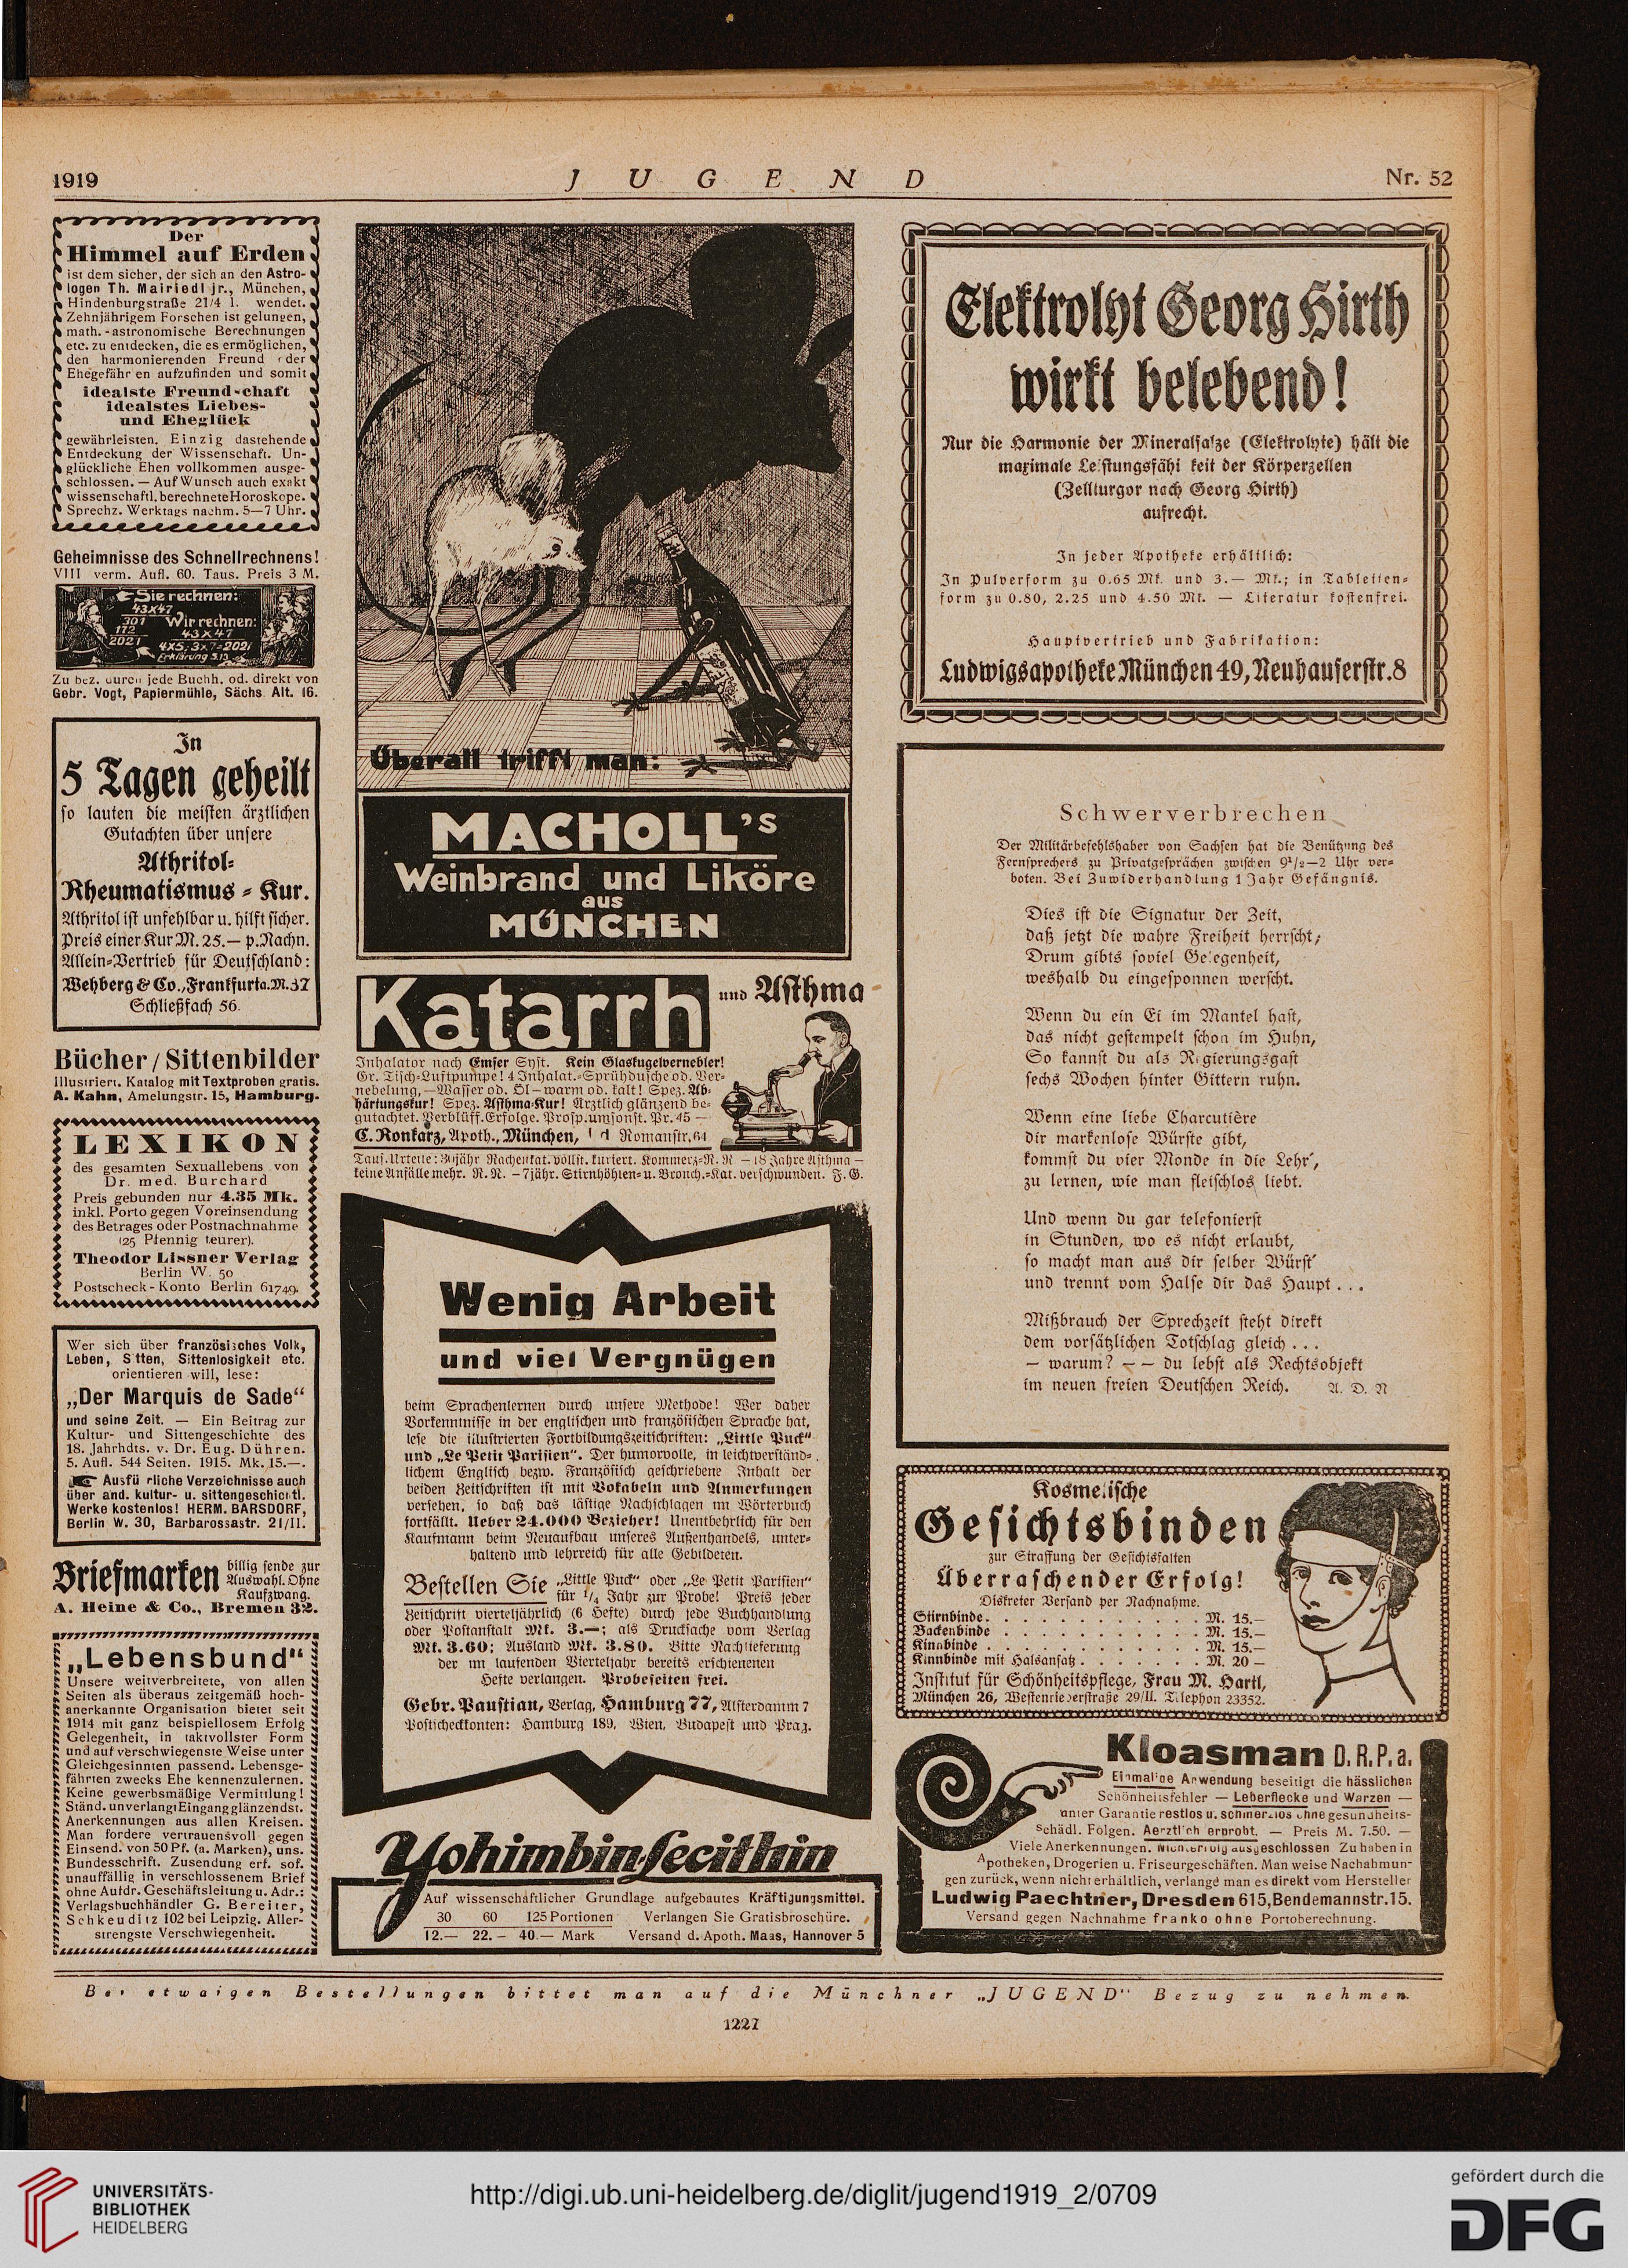 1919
JUGEND
Nr. 52
Der
Himmel auf Erden
ist dem sicher, der sich an den Astro-
logen Th. Mairiedl jr., München,
Hindenburgstraße 21/4 l. wendet.
Zehnjährigem Forschen ist gelungen,
math.-astronomische Berechnungen
etc. zu entdecken, die es ermöglichen,
den harmonierenden Freund oder
Ehegefährten aufzufinden und somit
idealste Freundschaft
idealstes Liebes-
und Eheglück
gewährleisten. Einzig dastehende
Entdeckung der Wissenschaft. Un-
glückliche Ehen vollkommen ausge-
schlossen. — Auf Wunsch auch exakt
wissenschaftl. berechnete Horoskope.
Sprechz. Werktags nachm. 5—7 Uhr.
Geheimnisse des Schnellrechnens!
VIII verm. Aufl. 60. Taus. Preis 3 M.
Sie rechnen:
43X47
301
172
2021
Wir rechnen:
43X47
4X5, 3x7=2021
Erklärung S.13
Zu bez. durch jede Buchh. od. direkt von
Gebr. Vogt, Papiermühle, Sächs. Alt. 16.
In
5 Tagen geheilt
so lauten die meisten ärztlichen
Gutachten über unsere
Athritol-
Rheumatismus-Kur.
Athritol ist unfehlbar u. hilft sicher.
Preis einer Kur M. 25.— p. Nachn.
Allein-Vertrieb für Deutschland:
Wehberg & Co., Frankfurt a. M. 37
Schließfach 56.
Bücher / Sittenbilder
Illustriert. Katalog mit Textproben gratis.
A. Kahn, Amelungstr. 15, Hamburg.
LEXIKON
des gesamten Sexuallebens von
Dr. med. Burchard
Preis gebunden nur 4.35 Mk.
inkl. Porto gegen Voreinsendung
des Betrages oder Postnachnahme
(25 Pfennig teurer).
Theodor Lissner Verlag
Berlin W. 50
Postscheck-Konto Berlin 61749.
Wer sich über französisches Volk,
Leben, Sitten, Sittenlosigkeit etc.
orientieren will, lese:
„Der Marquis de Sade“
und seine Zeit. — Ein Beitrag zur
Kultur- und Sittengeschichte des
18. Jahrhdts. v. Dr. Eug. Dühren.
5. Aufl. 544 Seiten. 1915. Mk. 15.—.
Ausführliche Verzeichnisse auch
über and. kultur- u. sittengeschichtl.
Werke kostenlos! HERM. BARSDORF,
Berlin W. 30, Barbarossastr. 21/II.
Briefmarken billig sende zur
Auswahl. Ohne
Kaufzwang.
A. Heine & Co., Bremen 32.
„Lebensbund“
Unsere weitverbreitete, von allen
Seiten als überaus zeitgemäß hoch-
anerkannte Organisation bietet seit
1914 mit ganz beispiellosem Erfolg
Gelegenheit, in taktvollster Form
und auf verschwiegenste Weise unter
Gleichgesinnten passend. Lebensge-
fährten zwecks Ehe kennenzulernen.
Keine gewerbsmäßige Vermittlung!
Ständ. unverlangt Eingang glänzendst.
Anerkennungen aus allen Kreisen.
Man fordere vertrauensvoll gegen
Einsend. von 50 Pf. (a. Marken), uns.
Bundesschrift. Zusendung erf. sof.
unauffällig in verschlossenem Brief
ohne Aufdr. Geschäftsleitung u. Adr.:
Verlagsbuchhändler G. Bereiter,
Schkeuditz 102 bei Leipzig. Aller-
strengste Verschwiegenheit.
Überall trifft man:
MACHOLL's
Weinbrand und Liköre
aus
MÜNCHEN
Katarrh und Asthma
Inhalator nach Emser Syst. Kein Glaskugelvernebler!
Gr. Tisch-Luftpumpe! 4 Inhalat.-Sprühdusche od. Ver-
nebelung, — Wasser od. Öl — warm od. kalt! Spez. Ab-
härtungskur! Spez. Asthma-Kur! Ärztlich glänzend be-
gutachtet. Verblüff. Erfolge. Prosp. umsonst. Pr. 45 —
C. Ronkarz, Apoth., München, Romanstr. 64
Taus. Urteile: 30jähr. Rachenkat. völlst. kuriert. Kommerz-R. R. — 18 Jahre Asthma —
keine Anfälle mehr. R. N. — 7jähr. Stirnhöhlen- u. Bronch.-Kat. verschwunden. F. G.
Wenig Arbeit
und viel Vergnügen
beim Sprachenlernen durch unsere Methode! Wer daher
Vorkenntnisse in der englischen und französischen Sprache hat,
lese die illustrierten Fortbildungszeitschriften: „Little Puck“
und „Le Petit Parisien“. Der humorvolle, in leichtverständ-
lichem Englisch bezw. Französisch geschriebene Inhalt der
beiden Zeitschriften ist mit Vokabeln und Anmerkungen
versehen, so daß das lästige Nachschlagen im Wörterbuch
fortfällt. Ueber 24.000 Bezieher! Unentbehrlich für den
Kaufmann beim Neuaufbau unseres Außenhandels, unter-
haltend und lehrreich für alle Gebildeten.
Bestellen Sie „Little Puck“ oder „Le Petit Parisien“
für 1/4 Jahr zur Probe! Preis jeder
Zeitschrift vierteljährlich (6 Hefte) durch jede Buchhandlung
oder Postanstalt Mk. 3.—; als Drucksache vom Verlag
Mk. 3.60; Ausland Mk. 3.80. Bitte Nachlieferung
der im laufenden Vierteljahr bereits erschienenen
Hefte verlangen. Probeseiten frei.
Gebr. Paustian, Verlag, Hamburg 77, Alsterdamm 7
Postscheckkonten: Hamburg 189, Wien, Budapest und Prag.
Yohimbin-Lecithin
Auf wissenschaftlicher Grundlage aufgebautes Kräftigungsmittel.
30 60 125 Portionen Verlangen Sie Gratisbroschüre.
12.— 22.— 40.— Mark Versand d. Apoth. Maas, Hannover 5
Elektrolyt Georg Hirth
wirkt belebend!
Nur die Harmonie der Mineralsalze (Elektrolyte) hält die
maximale Leistungsfähigkeit der Körperzellen
(Zellturgor nach Georg Hirth)
aufrecht.
In jeder Apotheke erhältlich:
In Pulverform zu 0.65 Mk. und 3.— Mk.; in Tabletten-
form zu 0.80, 2.25 und 4.50 Mk. — Literatur kostenfrei.
Hauptvertrieb und Fabrikation:
Ludwigsapotheke München 49, Neuhauserstr. 8
Schwerverbrechen
Der Militärbefehlshaber von Sachsen hat die Benützung des
Fernsprechers zu Privatgesprächen zwischen 9½—2 Uhr ver-
boten. Bei Zuwiderhandlung 1 Jahr Gefängnis.
Dies ist die Signatur der Zeit,
daß jetzt die wahre Freiheit herrscht;
Drum gibts soviel Gelegenheit,
weshalb du eingesponnen werscht.
Wenn du ein Ei im Mantel hast,
das nicht gestempelt schon im Huhn,
So kannst du als Regierungsgast
sechs Wochen hinter Gittern ruhn.
Wenn eine liebe Charcutière
dir markenlose Würste gibt,
kommst du vier Monde in die Lehr',
zu lernen, wie man fleischlos liebt.
Und wenn du gar telefonierst
in Stunden, wo es nicht erlaubt,
so macht man aus dir selber Würst'
und trennt vom Halse dir das Haupt...
Mißbrauch der Sprechzeit steht direkt
dem vorsätzlichen Totschlag gleich...
— warum? — — du lebst als Rechtsobjekt
im neuen freien Deutschen Reich. A. D. N
Kosmetische
Gesichtsbinden
zur Straffung der Gesichtsfalten
Überraschender Erfolg!
Diskreter Versand per Nachnahme.
Stirnbinde . . . M. 15.—
Backenbinde . . . M. 15.—
Kinnbinde . . . M. 15.—
Kinnbinde mit Halsansatz . . . M. 20 —
Institut für Schönheitspflege, Frau M. Hartl,
München 26, Westenriederstraße 29/II. Telephon 23352.
Kloasman D.R.P.a.
Einmalige Anwendung beseitigt die hässlichen
Schönheitsfehler — Leberflecke und Warzen —
unter Garantie restlos u. schmerzlos ohne gesundheits-
schädl. Folgen. Aerztlich erprobt. — Preis M. 7.50. —
Viele Anerkennungen. Nichterfolg ausgeschlossen. Zu haben in
Apotheken, Drogerien u. Friseurgeschäften. Man weise Nachahmun-
gen zurück, wenn nicht erhältlich, verlange man es direkt vom Hersteller
Ludwig Paechtner, Dresden 615, Bendemannstr. 15.
Versand gegen Nachnahme franko ohne Portoberechnung.
Bei etwaigen Bestellungen bittet man auf die Münchner „JUGEND“ Bezug zu nehmen.
1227
UNIVERSITÄTS-
BIBLIOTHEK
HEIDELBERG
http://digi.ub.uni-heidelberg.de/diglit/jugend1919_2/0709
gefördert durch die
DFG